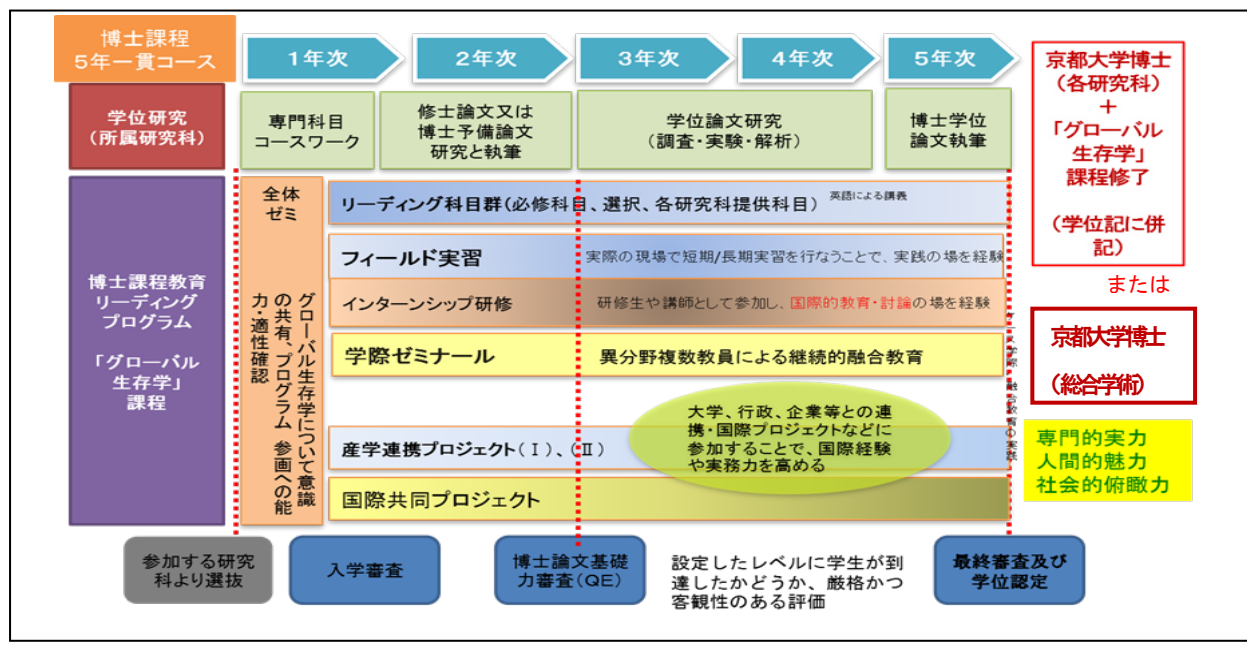 博士課程
5年一貫コース
1年次
2年次
3年次
4年次
5年次
京都大学博士
(各研究科)
+
「グローバル
生存学」
課程修了
(学位記に併
記)
学位研究
(所属研究科)
専門科目
コースワーク
修士論文又は
博士予備論文
研究と執筆
学位論文研究
(調査・実験・解析)
博士学位
論文執筆
博士課程教育
リーディング
プログラム
「グローバル
生存学」
課程
全体
ゼミ
グローバル生存学について意識
の共有、プログラム 参画への能
力・適性確認
リーディング科目群(必修科目、選択、各研究科提供科目) 英語による講義
フィールド実習
実際の現場で短期/長期実習を行なうことで、実践の場を経験
インターンシップ研修
研修生や講師として参加し、国際的教育・討論の場を経験
学際ゼミナール
異分野複数教員による継続的融合教育
大学、行政、企業等との連
携・国際プロジェクトなどに
参加することで、国際経験
や実務力を高める
産学連携プロジェクト(Ⅰ)、(Ⅱ)
国際共同プロジェクト
学際
融合教育の実践
または
京都大学博士
(総合学術)
専門的実力
人間的魅力
社会的俯瞰力
参加する研究
科より選抜
入学審査
博士論文基礎
力審査(QE)
設定したレベルに学生が到
達したかどうか、厳格かつ
客観性のある評価
最終審査及び
学位認定